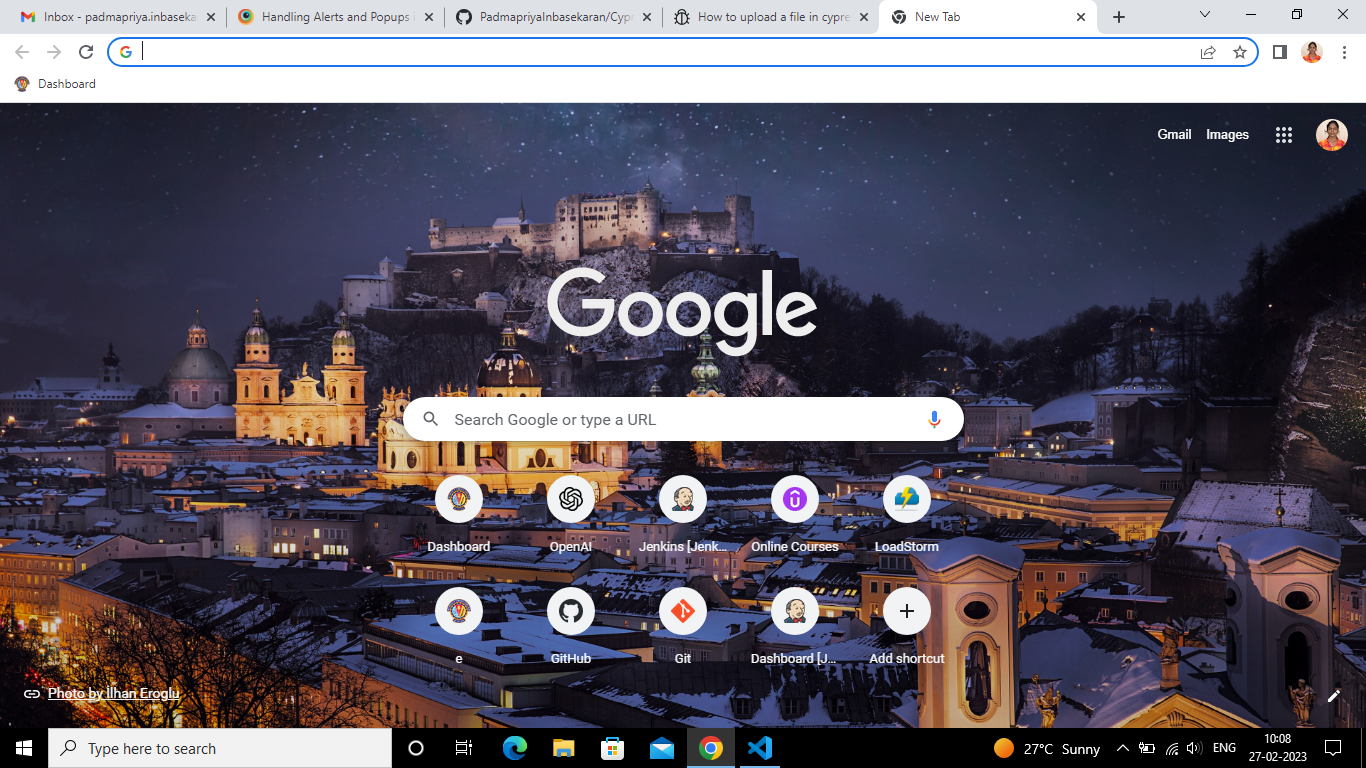 Inbox - padmapriya.inbaseka
Handling Alerts and Popups i
PadmapriyaInbasekaran/Cypr
How to upload a file in cypre
New Tab
Dashboard
Gmail
Images
Google
Search Google or type a URL
Dashboard
OpenAI
Jenkins [Jenk...
Online Courses
LoadStorm
e
GitHub
Git
Dashboard [J...
Add shortcut
Photo by Ilhan Eroglu
Type here to search
27°C Sunny
ENG
10:08
27-02-2023